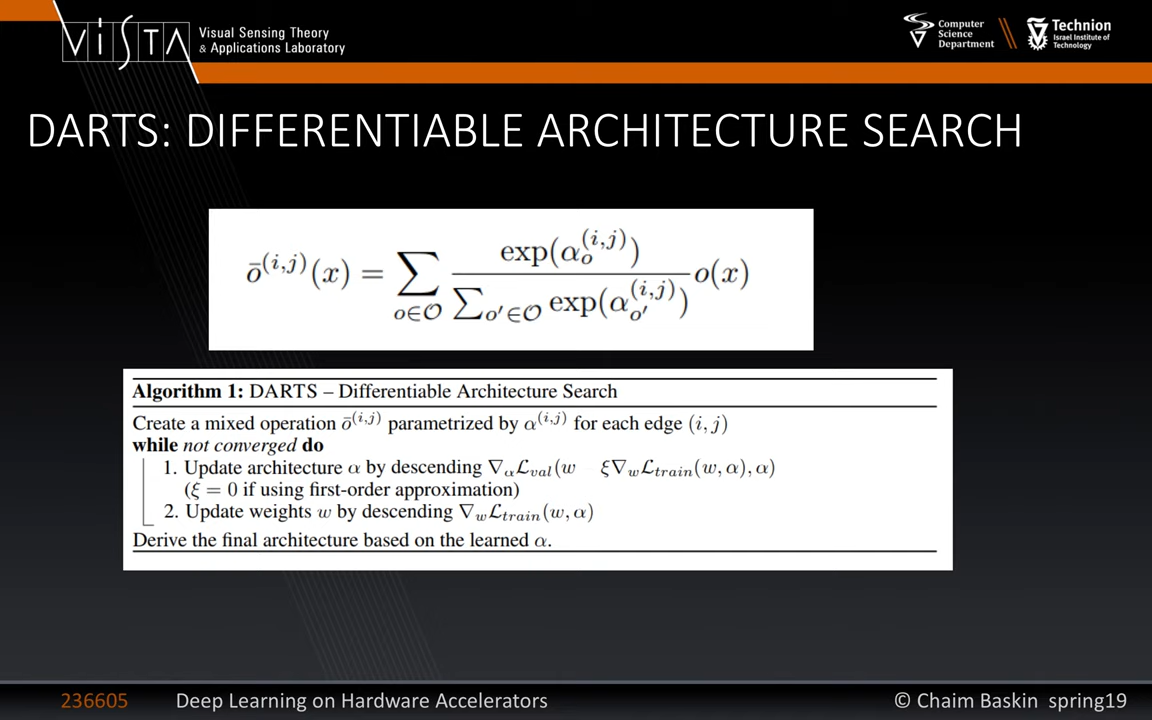 ViSTA Visual Sensing Theory & Applications Laboratory
Computer Science Department
Technion Israel Institute of Technology
DARTS: DIFFERENTIABLE ARCHITECTURE SEARCH
ō^(i,j)(x) = ∑_{o∈𝒪} exp(α_o^(i,j)) / ∑_{o'∈𝒪} exp(α_{o'}^(i,j)) o(x)
Algorithm 1: DARTS – Differentiable Architecture Search
Create a mixed operation ō^(i,j) parametrized by α^(i,j) for each edge (i, j)
while not converged do
1. Update architecture α by descending ∇_α ℒ_val(w ξ∇_w ℒ_train(w, α), α)
(ξ = 0 if using first-order approximation)
2. Update weights w by descending ∇_w ℒ_train(w, α)
Derive the final architecture based on the learned α.
236605 Deep Learning on Hardware Accelerators © Chaim Baskin spring19